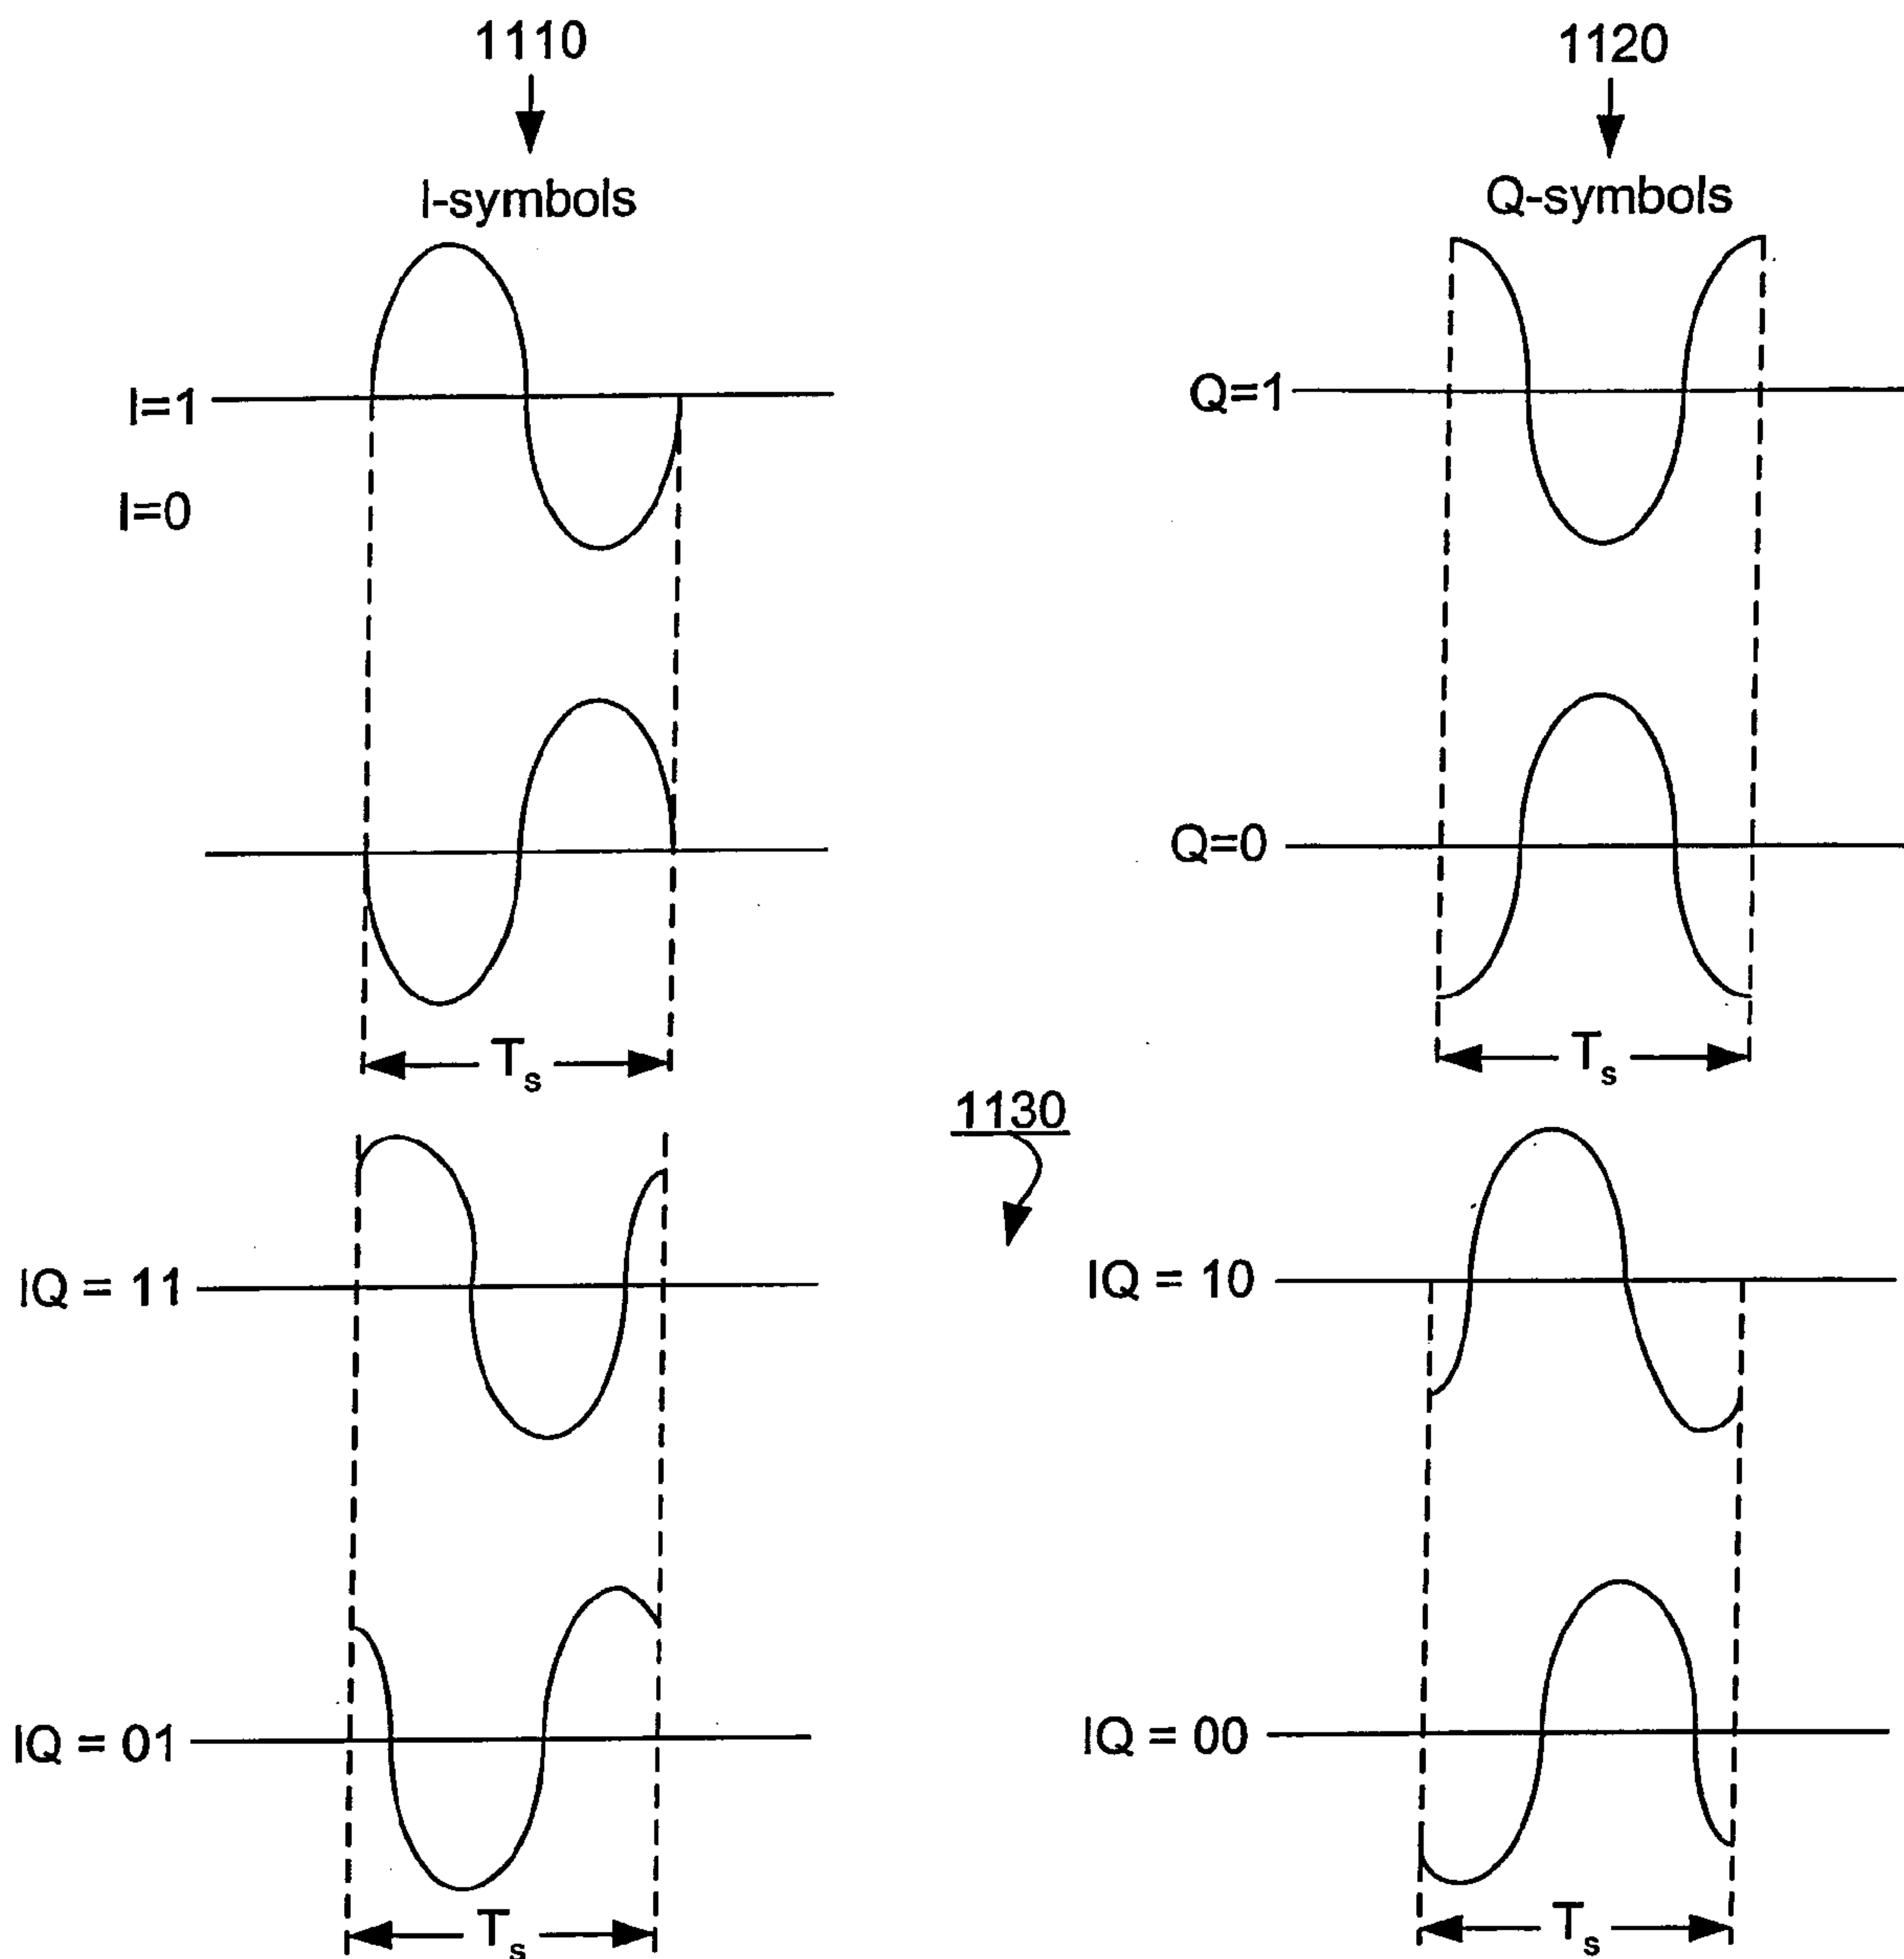 1110
1120
I-symbols
Q-symbols
I=1
Q=1
I=0
Q=0
Ts
Ts
1130
IQ = 11
IQ = 10
IQ = 01
IQ = 00
Ts
Ts